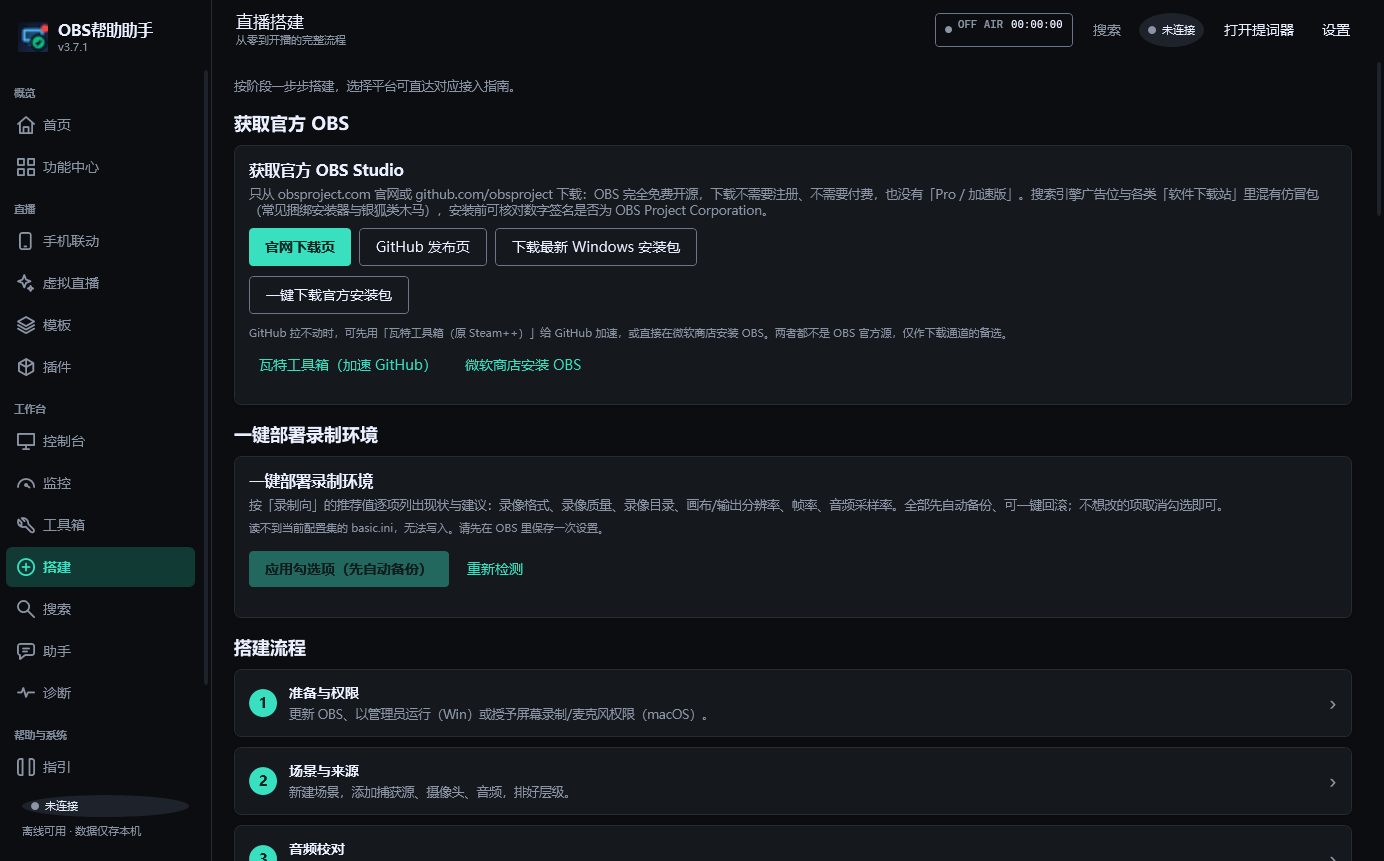 OBS帮助助手
v3.7.1
概览
首页
功能中心
直播
手机联动
虚拟直播
模板
插件
工作台
控制台
监控
工具箱
搭建
搜索
助手
诊断
帮助与系统
指引
未连接
离线可用 · 数据仅存本机
直播搭建
从零到开播的完整流程
OFF AIR 00:00:00
搜索
未连接
打开提词器
设置
按阶段一步步搭建，选择平台可直达对应接入指南。
获取官方 OBS
获取官方 OBS Studio
只从 obsproject.com 官网或 github.com/obsproject 下载：OBS 完全免费开源，下载不需要注册、不需要付费，也没有「Pro / 加速版」。搜索引擎广告位与各类「软件下载站」里混有仿冒包
（常见捆绑安装器与银狐类木马），安装前可核对数字签名是否为 OBS Project Corporation。
官网下载页
GitHub 发布页
下载最新 Windows 安装包
一键下载官方安装包
GitHub 拉不动时，可先用「瓦特工具箱（原 Steam++）」给 GitHub 加速，或直接在微软商店安装 OBS。两者都不是 OBS 官方源，仅作下载通道的备选。
瓦特工具箱（加速 GitHub）
微软商店安装 OBS
一键部署录制环境
一键部署录制环境
按「录制向」的推荐值逐项列出现状与建议：录像格式、录像质量、录像目录、画布/输出分辨率、帧率、音频采样率。全部先自动备份、可一键回滚；不想改的项取消勾选即可。
读不到当前配置集的 basic.ini，无法写入。请先在 OBS 里保存一次设置。
应用勾选项（先自动备份）
重新检测
搭建流程
1
准备与权限
更新 OBS、以管理员运行（Win）或授予屏幕录制/麦克风权限（macOS）。
2
场景与来源
新建场景，添加捕获源、摄像头、音频，排好层级。
3
音频校对